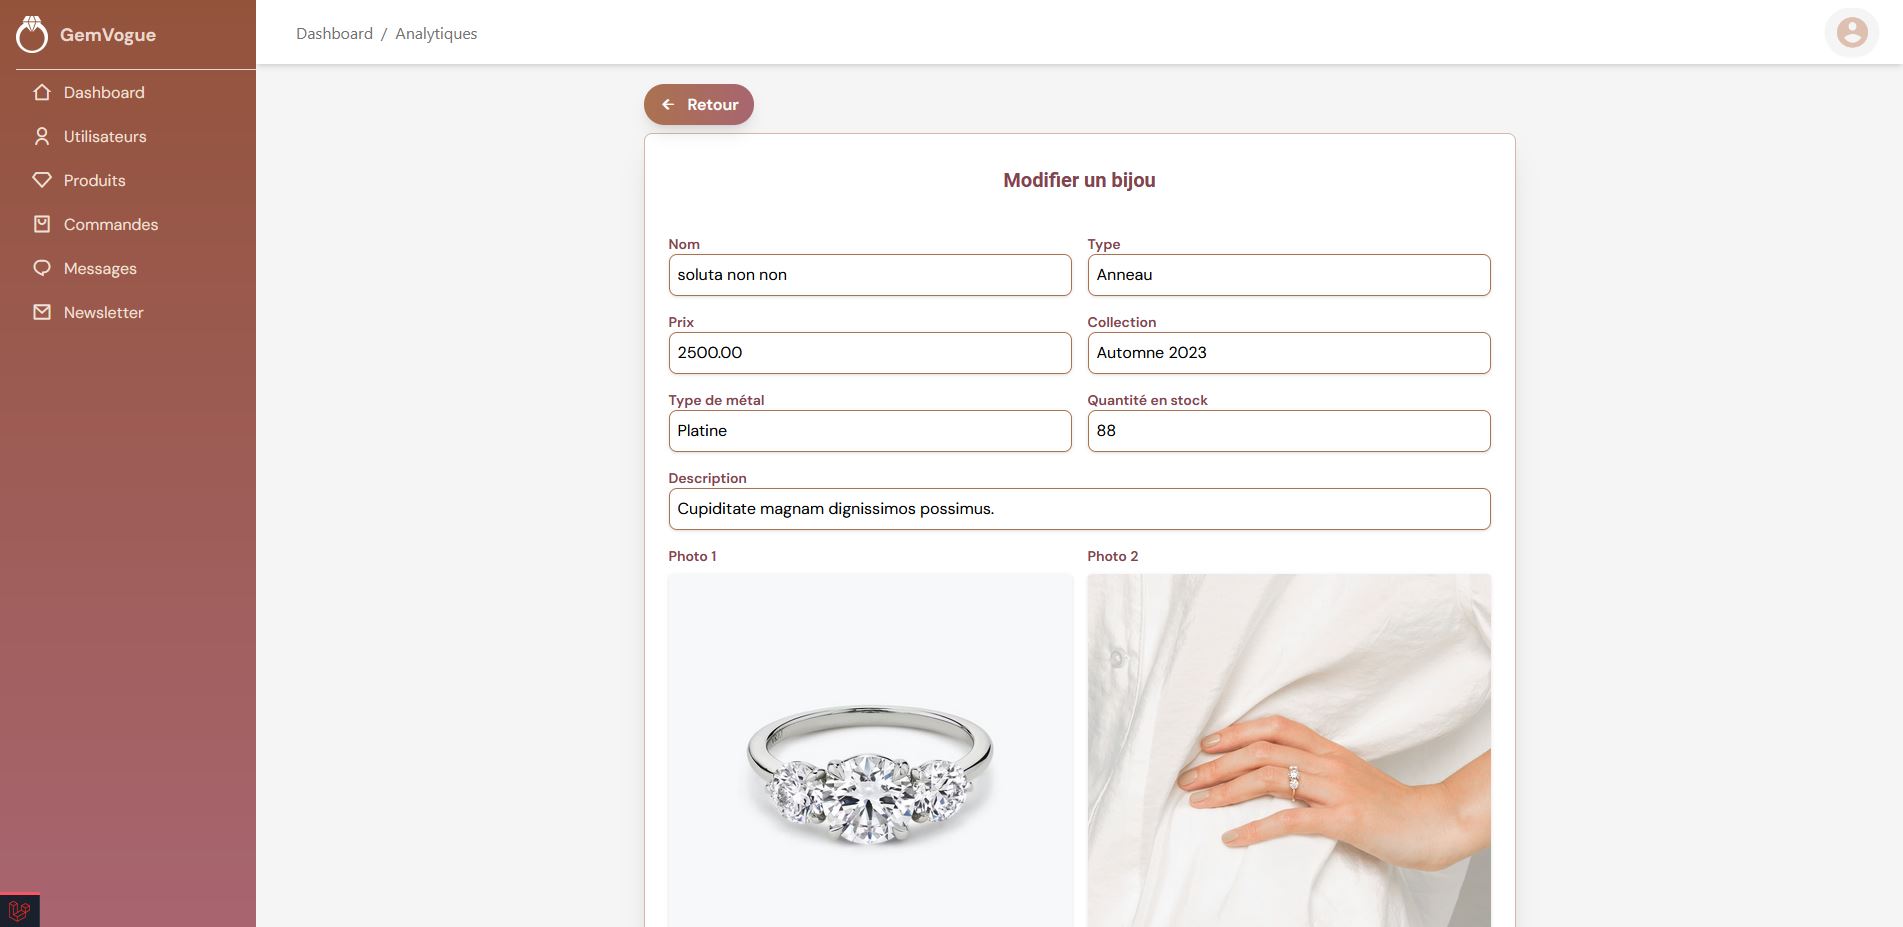 GemVogue
Dashboard / Analytiques
Dashboard
Utilisateurs
Produits
Commandes
Messages
Newsletter
Retour
Modifier un bijou
Nom
soluta non non
Type
Anneau
Prix
2500.00
Collection
Automne 2023
Type de métal
Platine
Quantité en stock
88
Description
Cupiditate magnam dignissimos possimus.
Photo 1
Photo 2